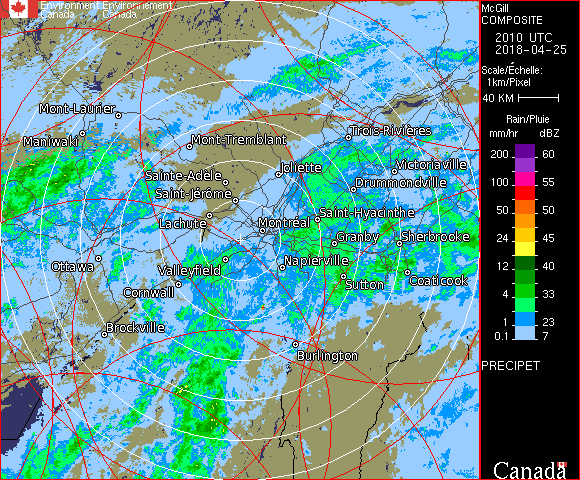 Environment Environnement
Canada Canada
McGill
COMPOSITE
2010 UTC
2018-04-25
Scale/Échelle:
1km/Pixel
40 KM
Rain/Pluie
mm/hr dBZ
200 60
100 55
50 50
24 45
12 40
4 33
1 23
0.1 7
PRECIPET
Canada
Mont-Laurier
Maniwaki
Mont-Tremblant
Trois-Rivières
Joliette
Victoriaville
Sainte-Adèle
Drummondville
Saint-Jérôme
Saint-Hyacinthe
Lachute
Montréal
Granby
Sherbrooke
Ottawa
Valleyfield
Napierville
Coaticook
Sutton
Cornwall
Brockville
Burlington